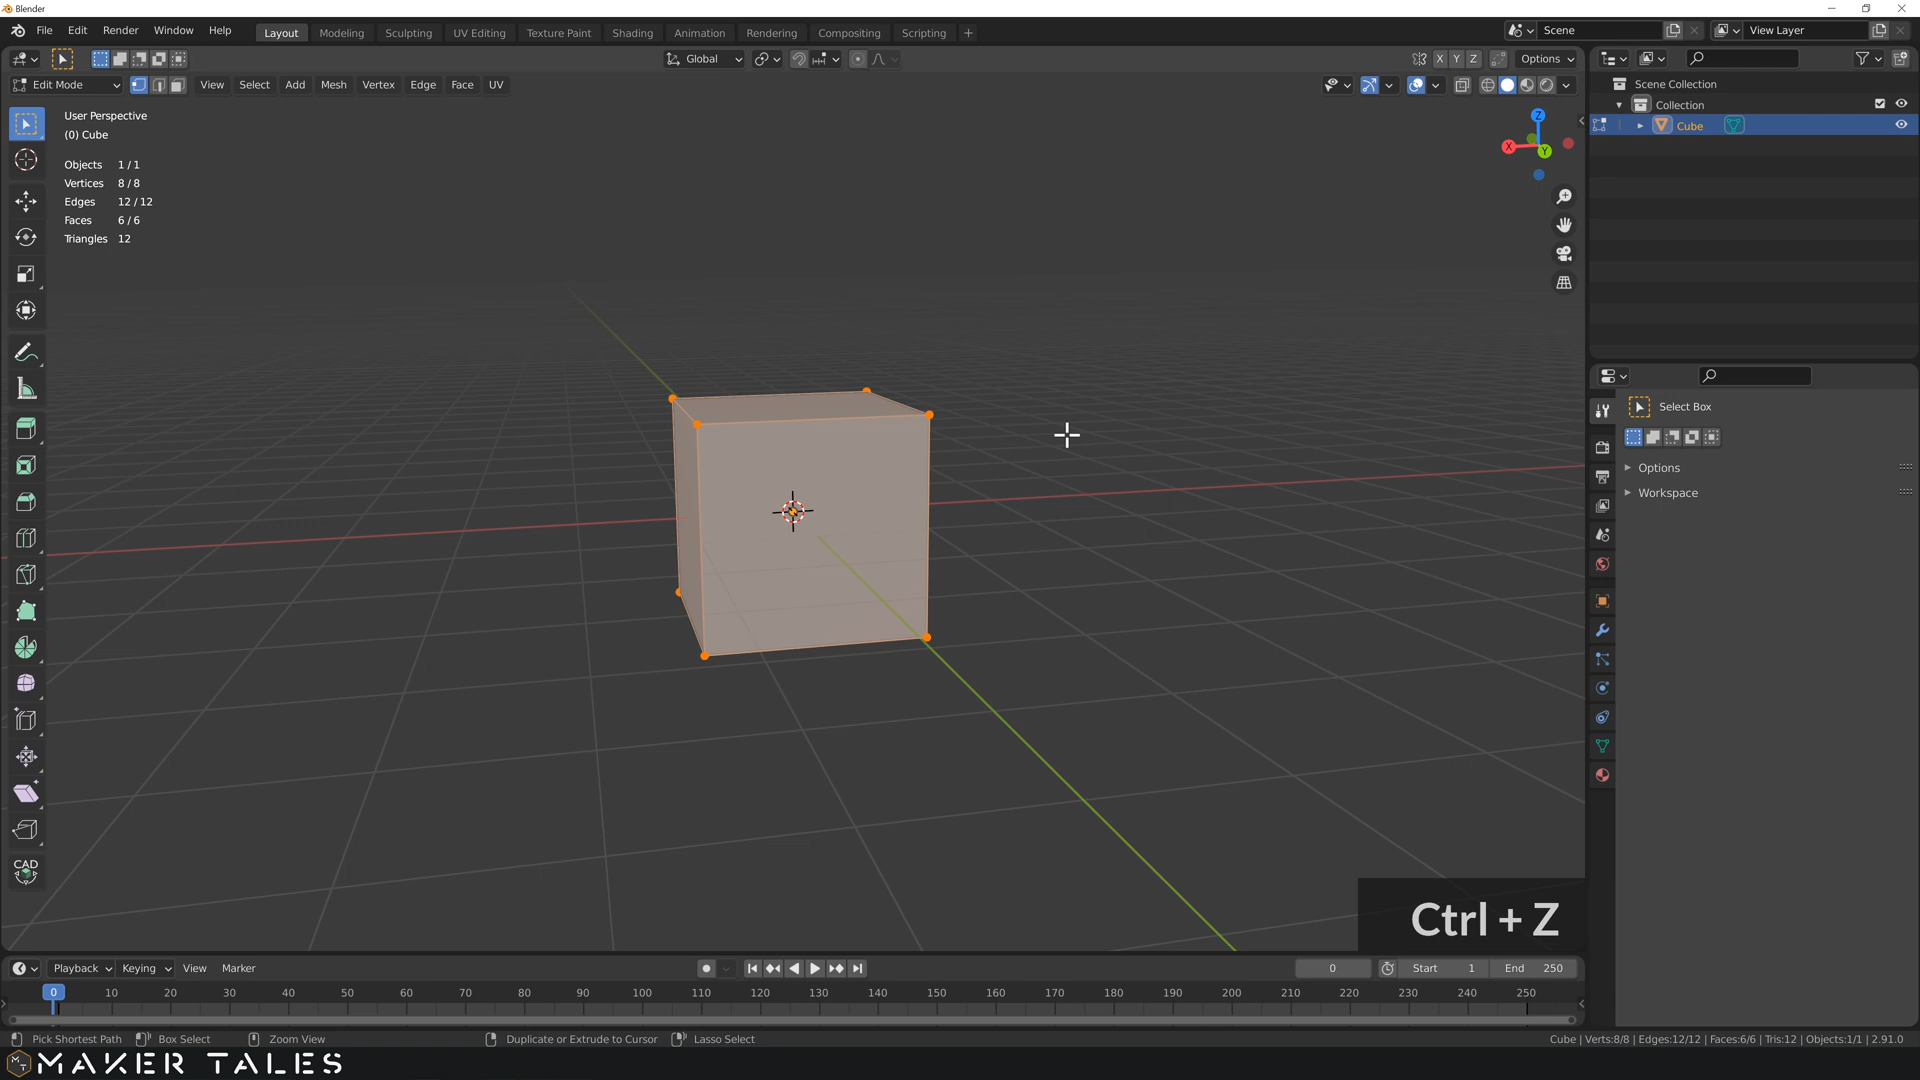 Blender
File Edit Render Window Help
Layout Modeling Sculpting UV Editing Texture Paint Shading Animation Rendering Compositing Scripting +
Scene
View Layer
Global
X Y Z
Options
Edit Mode
View Select Add Mesh Vertex Edge Face UV
User Perspective
(0) Cube
Objects 1 / 1
Vertices 8 / 8
Edges 12 / 12
Faces 6 / 6
Triangles 12
Z
X
Y
Scene Collection
Collection
Cube
Select Box
Options
Workspace
CAD
Ctrl + Z
Playback Keying View Marker
0
Start 1
End 250
0 10 20 30 40 50 60 70 80 90 100 110 120 130 140 150 160 170 180 190 200 210 220 230 240 250
Pick Shortest Path Box Select Zoom View Duplicate or Extrude to Cursor Lasso Select
Cube | Verts:8/8 | Edges:12/12 | Faces:6/6 | Tris:12 | Objects:1/1 | 2.91.0
MT MAKER TALES